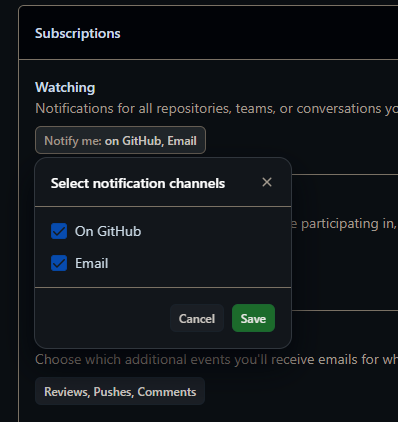 Subscriptions
Watching
Notifications for all repositories, teams, or conversations yo
Notify me: on GitHub, Email
Select notification channels
On GitHub
e participating in,
Email
Cancel Save
Choose which additional events you'll receive emails for wh
Reviews, Pushes, Comments